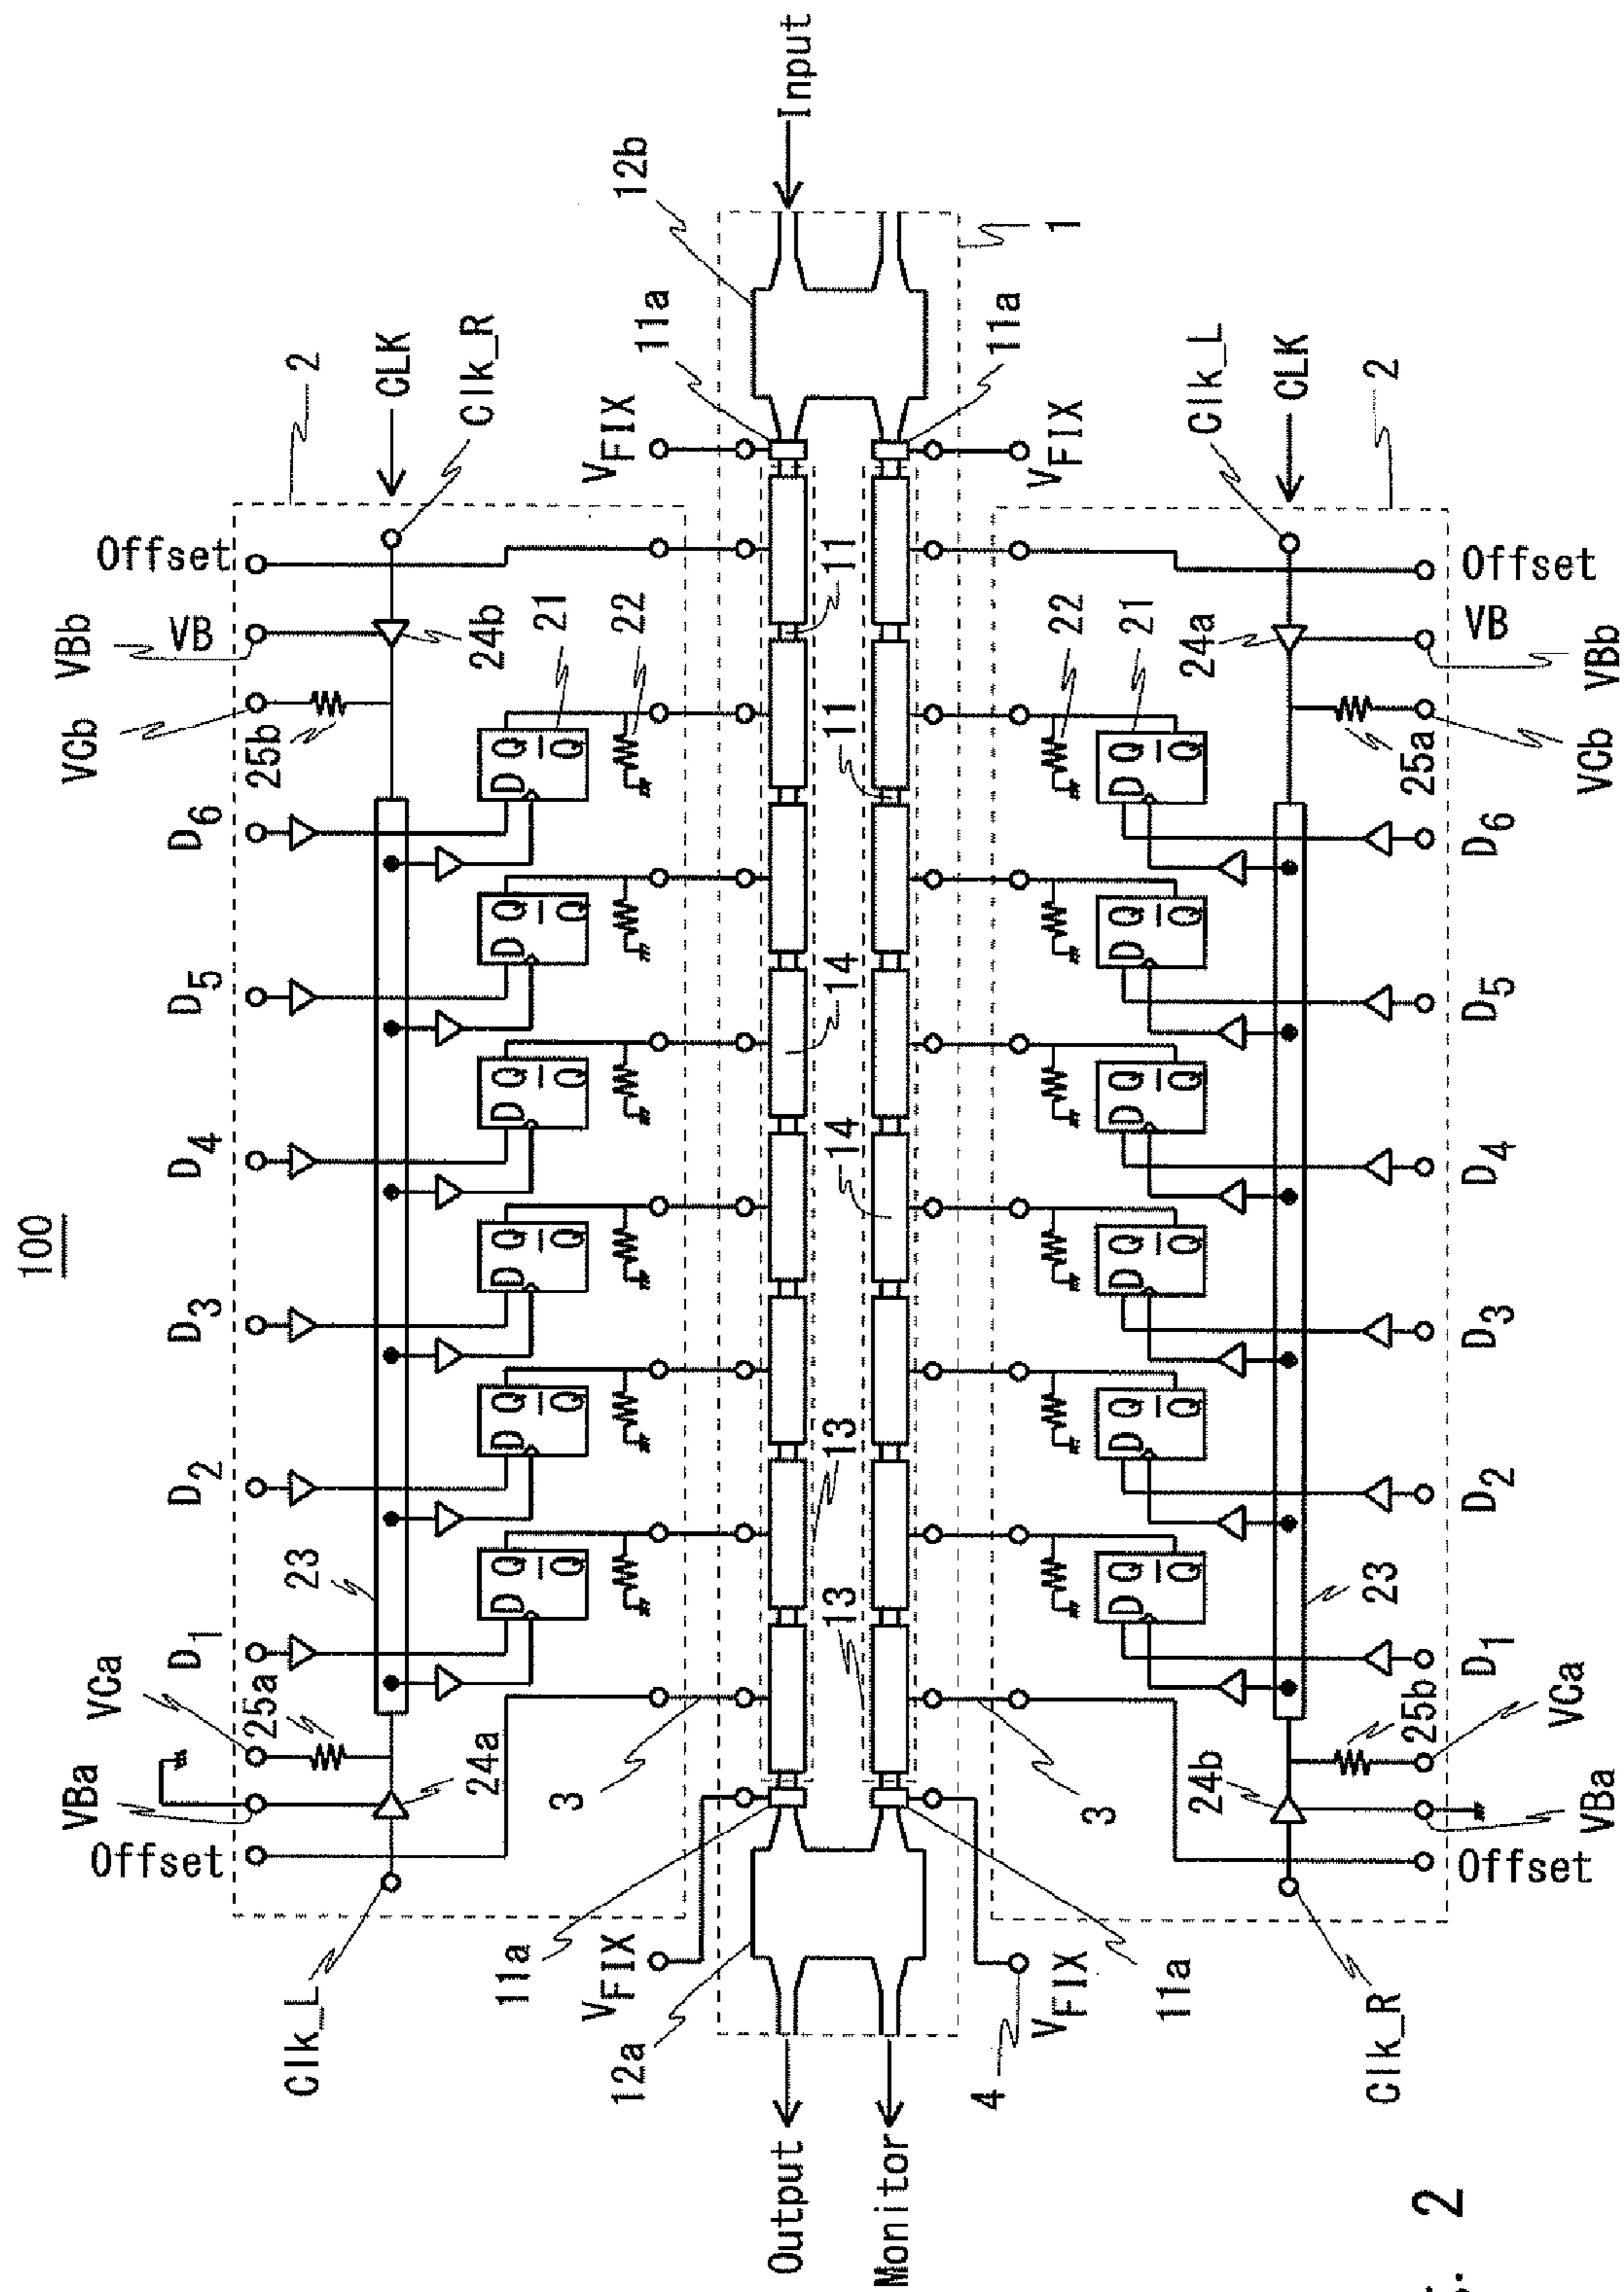 100
Offset
VBb
VB
VCb
25b
24b
D6
D5
D4
D3
D2
D1
VCa
25a
VBa
24a
Offset
Clk_L
2
CLK
Clk_R
23
21
22
D Q Q
D Q Q
D Q Q
D Q Q
D Q Q
D Q Q
VFIX
11a
12b
Input
3
VFIX
11a
12a
11
11
14
14
13
13
1
Output
Monitor
11a
VFIX
3
4
VFIX
11a
22
21
D Q Q
D Q Q
D Q Q
D Q Q
D Q Q
D Q Q
24a
25a
Clk_L
CLK
2
23
24b
25b
Clk_R
Offset
VB
VBb
VCb
D6
D5
D4
D3
D2
D1
VCa
VBa
Offset
2